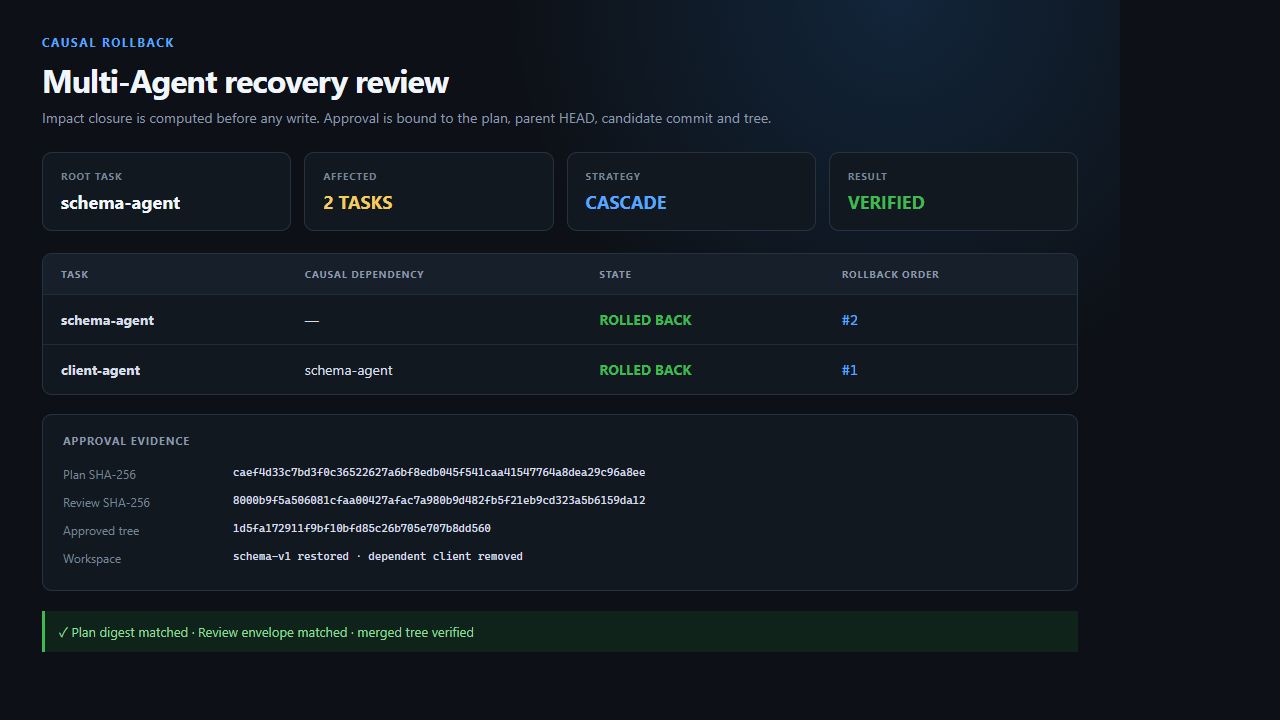 CAUSAL ROLLBACK
Multi-Agent recovery review
Impact closure is computed before any write. Approval is bound to the plan, parent HEAD, candidate commit and tree.
ROOT TASK
schema-agent
AFFECTED
2 TASKS
STRATEGY
CASCADE
RESULT
VERIFIED
TASK CAUSAL DEPENDENCY STATE ROLLBACK ORDER
schema-agent — ROLLED BACK #2
client-agent schema-agent ROLLED BACK #1
APPROVAL EVIDENCE
Plan SHA-256 caef4d33c7bd3f0c36522627a6bf8edb045f541caa41547764a8dea29c96a8ee
Review SHA-256 8000b9f5a506081cfaa00427afac7a980b9d482fb5f21eb9cd323a5b6159da12
Approved tree 1d5fa172911f9bf10bfd85c26b705e707b8dd560
Workspace schema-v1 restored · dependent client removed
✓ Plan digest matched · Review envelope matched · merged tree verified